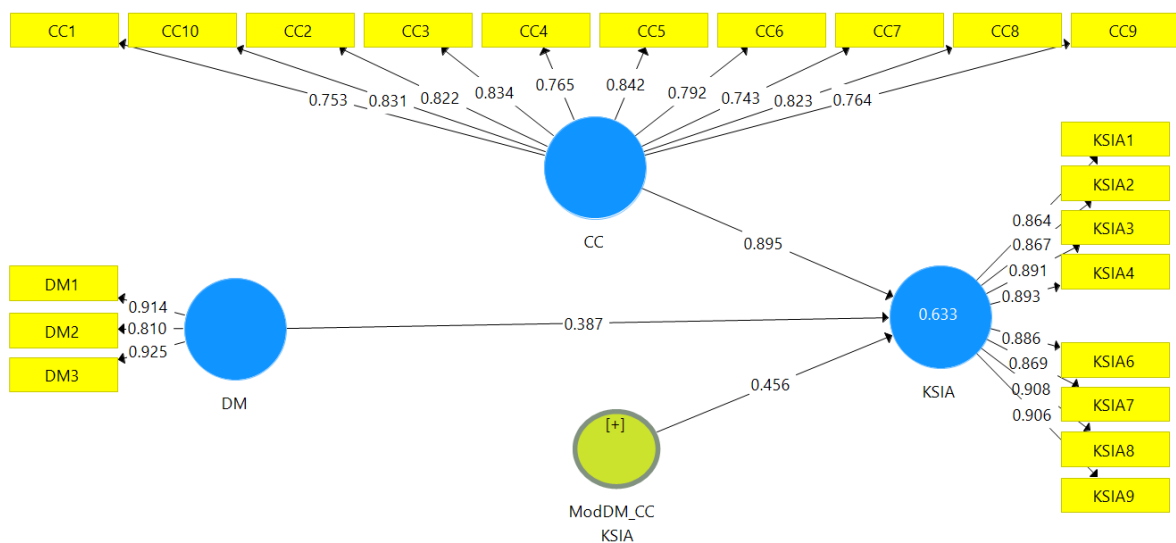 CC1 CC10 CC2 CC3 CC4 CC5 CC6 CC7 CC8 CC9
0.753 0.831 0.822 0.834 0.765 0.842 0.792 0.743 0.823 0.764
CC
0.895
KSIA1
KSIA2
KSIA3
KSIA4
0.864
0.867
0.891
0.893
DM1
DM2
DM3
0.914
0.810
0.925
DM
0.387
0.633
KSIA
0.886
0.869
0.908
0.906
KSIA6
KSIA7
KSIA8
KSIA9
0.456
[+]
ModDM_CC
KSIA